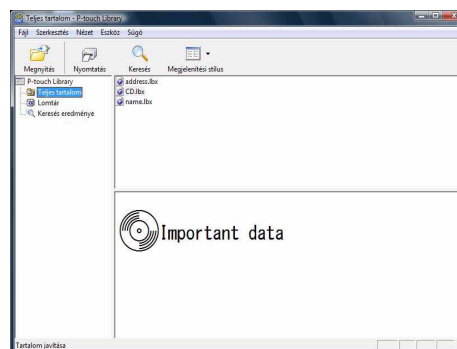 Teljes tartalom - P-touch Library
Fájl Szerkesztés Nézet Eszköz Súgó
Megnyitás Nyomtatás Keresés Megjelenítési stílus
P-touch Library
Teljes tartalom
Lomtár
Keresés eredménye
address.lbx
CD.lbx
name.lbx
Important data
Tartalom javítása